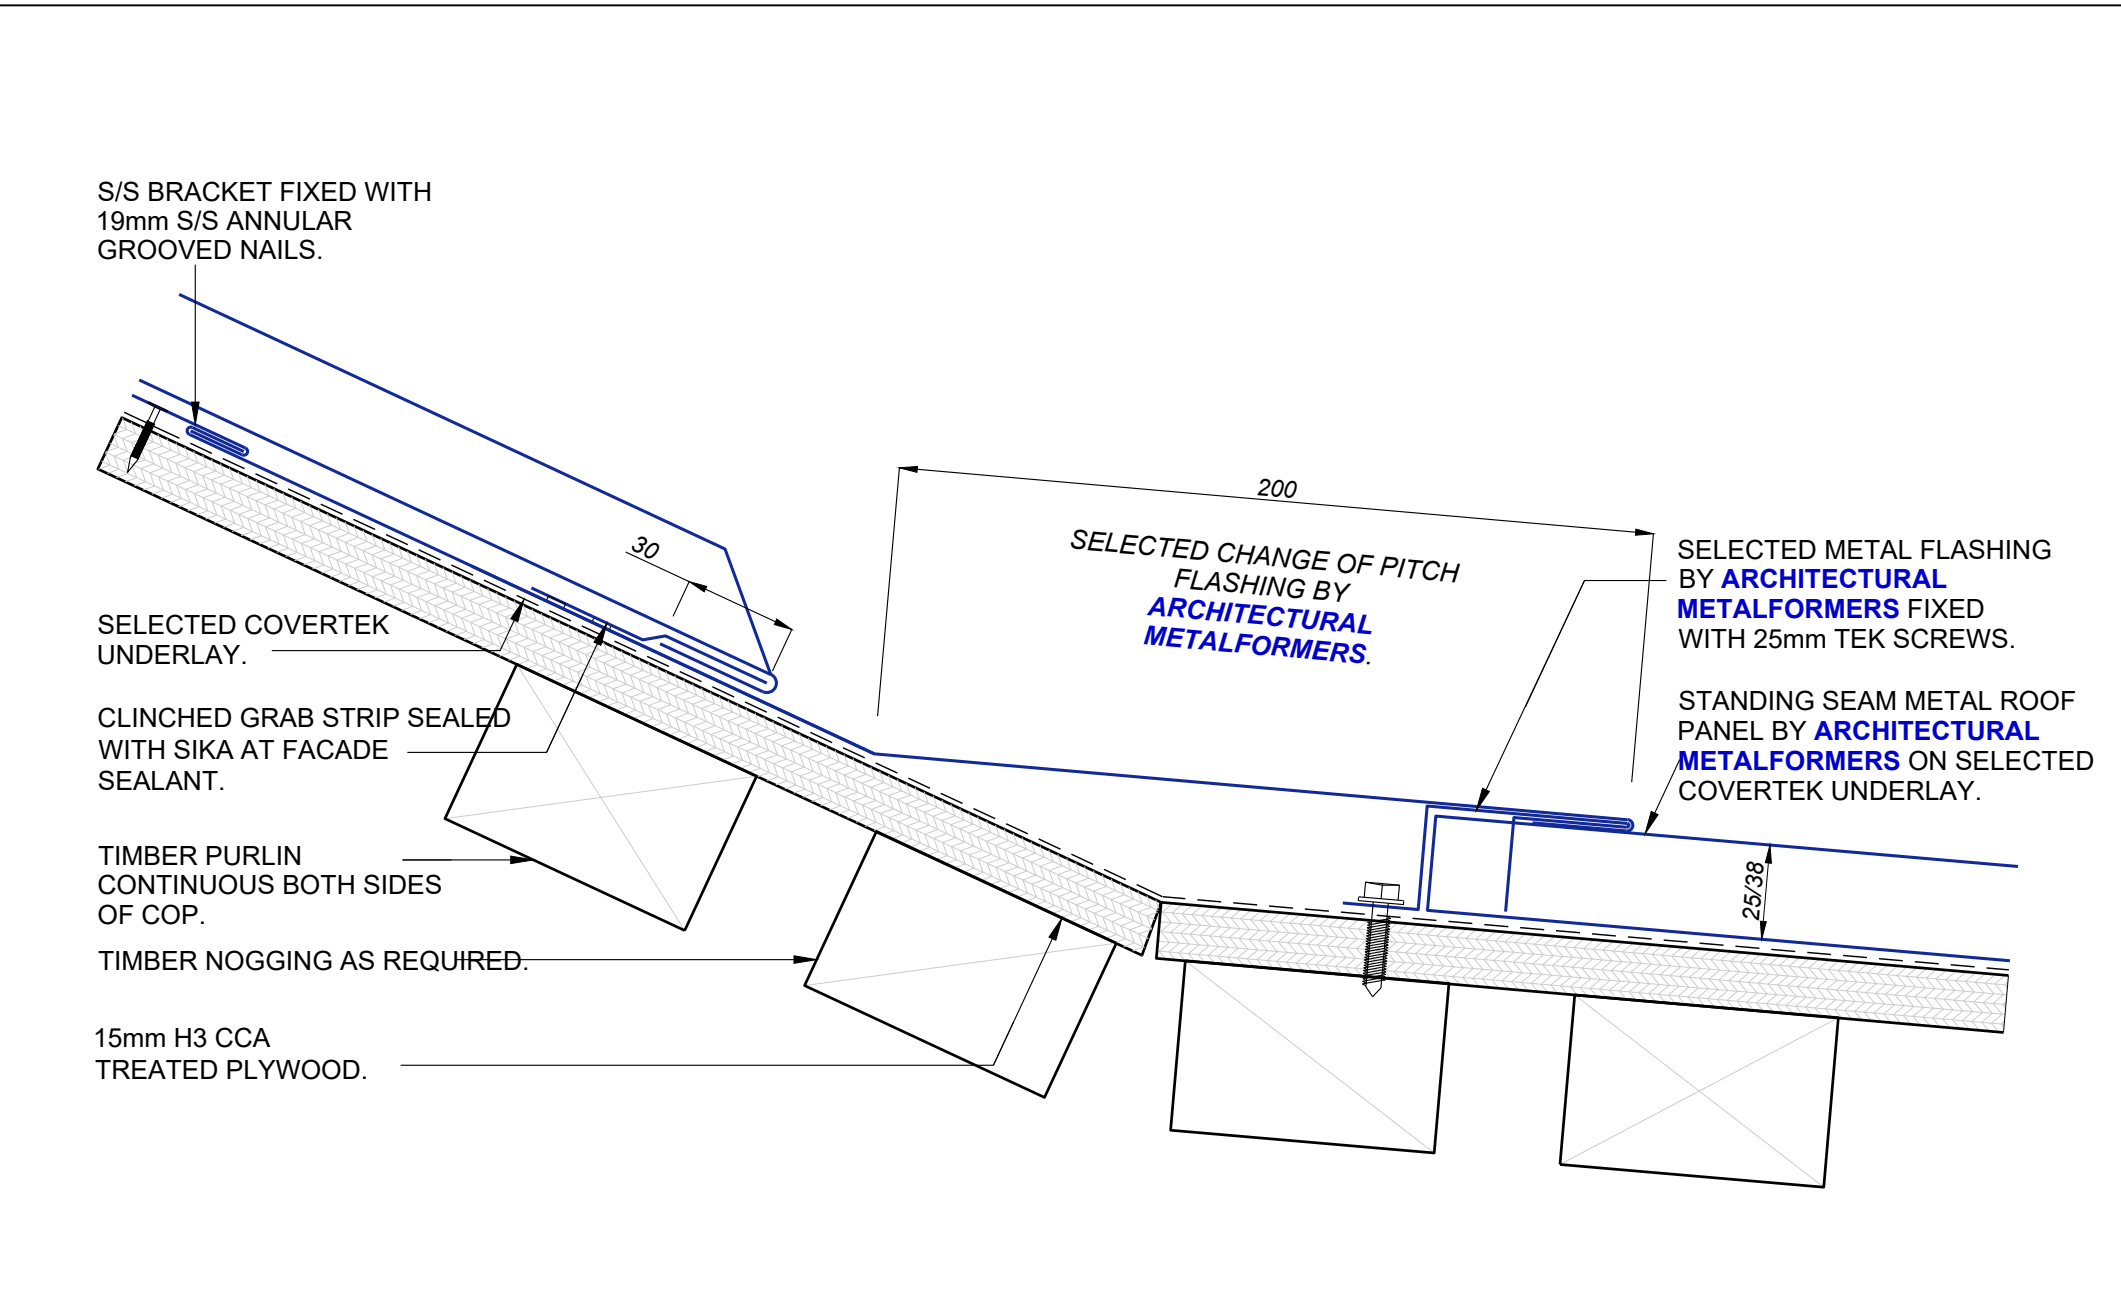 S/S BRACKET FIXED WITH
19mm S/S ANNULAR
GROOVED NAILS.
30
200
SELECTED CHANGE OF PITCH
FLASHING BY
ARCHITECTURAL
METALFORMERS.
SELECTED METAL FLASHING
BY ARCHITECTURAL
METALFORMERS FIXED
WITH 25mm TEK SCREWS.
STANDING SEAM METAL ROOF
PANEL BY ARCHITECTURAL
METALFORMERS ON SELECTED
COVERTEK UNDERLAY.
25/38
SELECTED COVERTEK
UNDERLAY.
CLINCHED GRAB STRIP SEALED
WITH SIKA AT FACADE
SEALANT.
TIMBER PURLIN
CONTINUOUS BOTH SIDES
OF COP.
TIMBER NOGGING AS REQUIRED.
15mm H3 CCA
TREATED PLYWOOD.